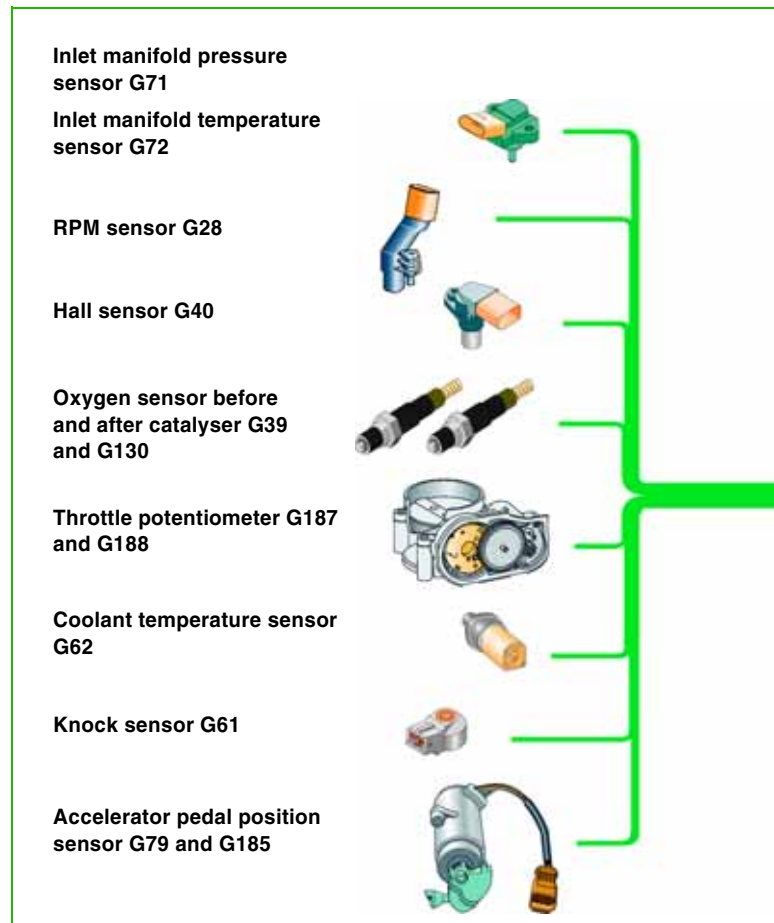 Inlet manifold pressure
sensor G71
Inlet manifold temperature
sensor G72
RPM sensor G28
Hall sensor G40
Oxygen sensor before
and after catalyser G39
and G130
Throttle potentiometer G187
and G188
Coolant temperature sensor
G62
Knock sensor G61
Accelerator pedal position
sensor G79 and G185